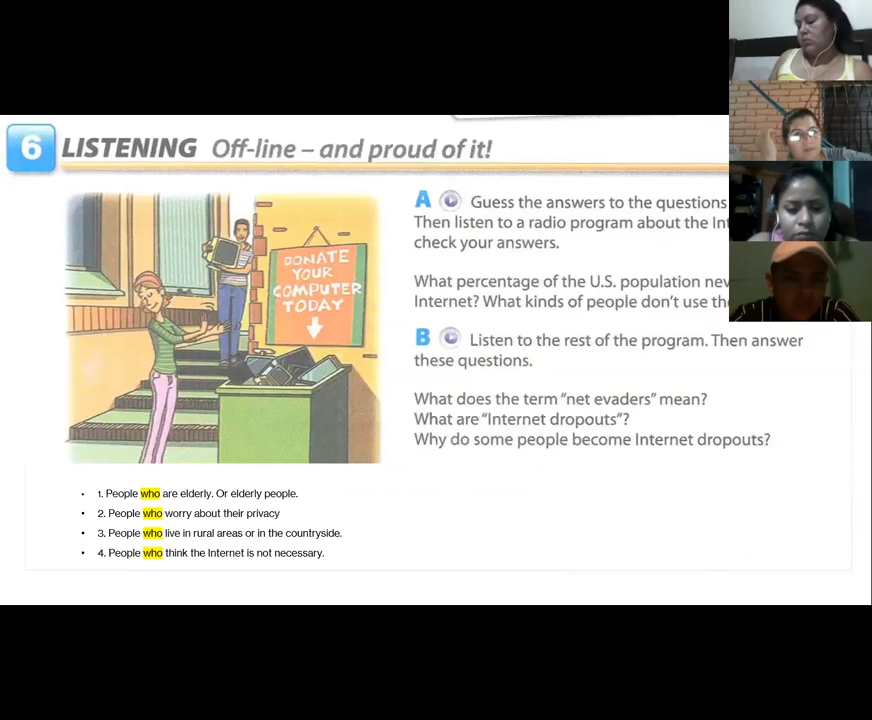 6 LISTENING Off-line – and proud of it!
DONATE
YOUR
COMPUTER
TODAY
A Guess the answers to the questions
Then listen to a radio program about the
check your answers.
What percentage of the U.S. population
Internet? What kinds of people don't use
B Listen to the rest of the program. Then answer
these questions.
What does the term "net evaders" mean?
What are "Internet dropouts"?
Why do some people become Internet dropouts?
• 1. People who are elderly. Or elderly people.
• 2. People who worry about their privacy
• 3. People who live in rural areas or in the countryside.
• 4. People who think the Internet is not necessary.